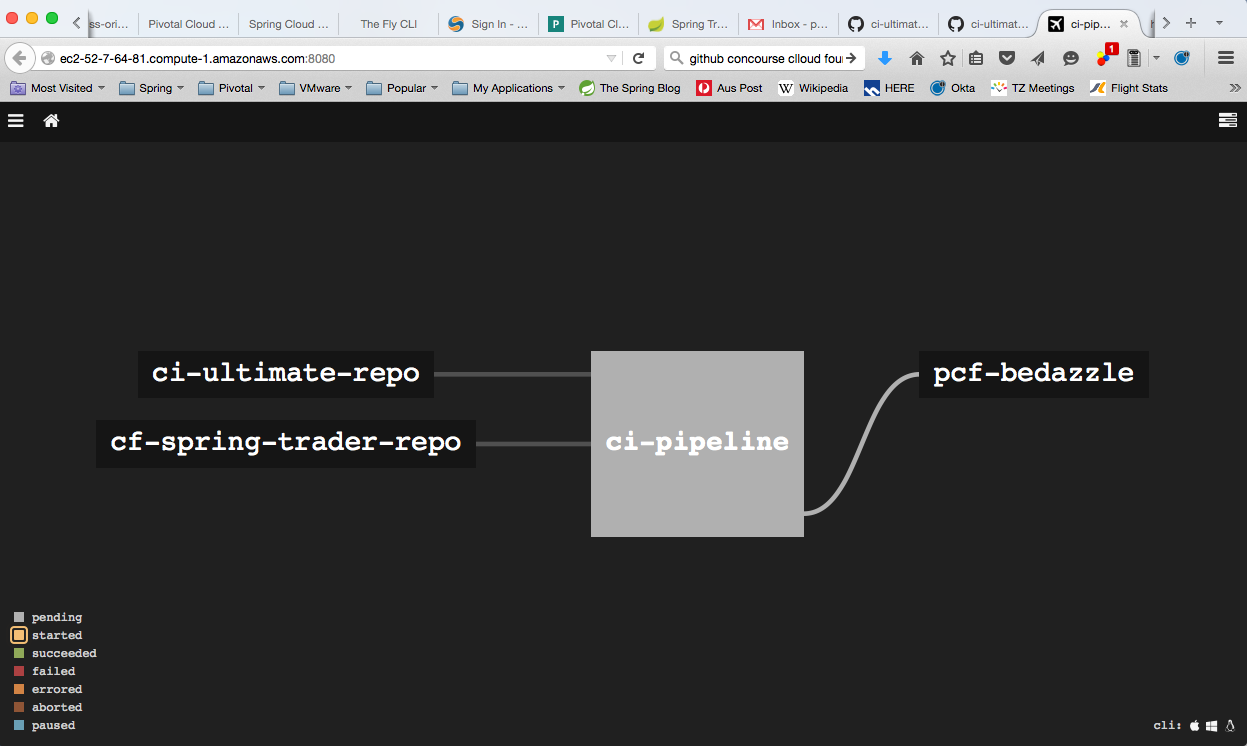 ss-ori... Pivotal Cloud ... Spring Cloud ... The Fly CLI Sign In - ... P Pivotal Cl... Spring Tr... Inbox - p... ci-ultimat... ci-ultimat... ci-pip...
ec2-52-7-64-81.compute-1.amazonaws.com:8080 github concourse clloud four 1
Most Visited Spring Pivotal VMware Popular My Applications The Spring Blog Aus Post W Wikipedia HERE Okta TZ Meetings Flight Stats
ci-ultimate-repo
pcf-bedazzle
cf-spring-trader-repo
ci-pipeline
pending
started
succeeded
failed
errored
aborted
paused
cli: